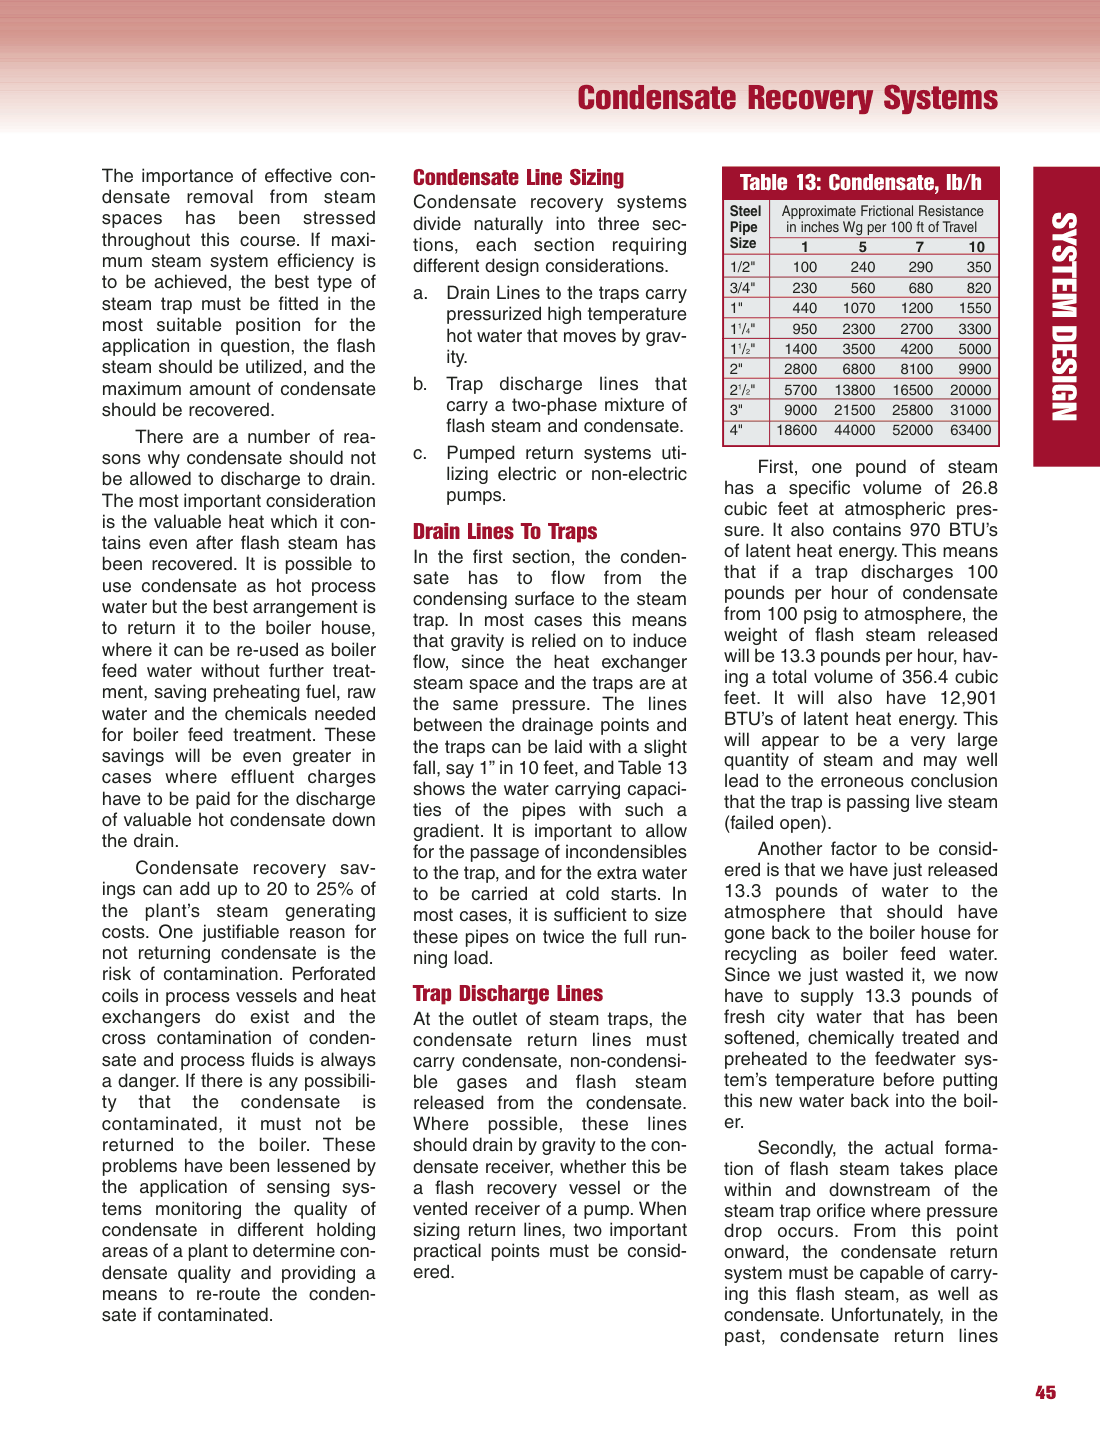 Condensate Recovery Systems
The importance of effective con-
densate removal from steam
spaces has been stressed
throughout this course. If maxi-
mum steam system efficiency is
to be achieved, the best type of
steam trap must be fitted in the
most suitable position for the
application in question, the flash
steam should be utilized, and the
maximum amount of condensate
should be recovered.
There are a number of rea-
sons why condensate should not
be allowed to discharge to drain.
The most important consideration
is the valuable heat which it con-
tains even after flash steam has
been recovered. It is possible to
use condensate as hot process
water but the best arrangement is
to return it to the boiler house,
where it can be re-used as boiler
feed water without further treat-
ment, saving preheating fuel, raw
water and the chemicals needed
for boiler feed treatment. These
savings will be even greater in
cases where effluent charges
have to be paid for the discharge
of valuable hot condensate down
the drain.
Condensate recovery sav-
ings can add up to 20 to 25% of
the plant’s steam generating
costs. One justifiable reason for
not returning condensate is the
risk of contamination. Perforated
coils in process vessels and heat
exchangers do exist and the
cross contamination of conden-
sate and process fluids is always
a danger. If there is any possibili-
ty that the condensate is
contaminated, it must not be
returned to the boiler. These
problems have been lessened by
the application of sensing sys-
tems monitoring the quality of
condensate in different holding
areas of a plant to determine con-
densate quality and providing a
means to re-route the conden-
sate if contaminated.
Condensate Line Sizing
Condensate recovery systems
divide naturally into three sec-
tions, each section requiring
different design considerations.
a. Drain Lines to the traps carry
pressurized high temperature
hot water that moves by grav-
ity.
b. Trap discharge lines that
carry a two-phase mixture of
flash steam and condensate.
c. Pumped return systems uti-
lizing electric or non-electric
pumps.
Drain Lines To Traps
In the first section, the conden-
sate has to flow from the
condensing surface to the steam
trap. In most cases this means
that gravity is relied on to induce
flow, since the heat exchanger
steam space and the traps are at
the same pressure. The lines
between the drainage points and
the traps can be laid with a slight
fall, say 1” in 10 feet, and Table 13
shows the water carrying capaci-
ties of the pipes with such a
gradient. It is important to allow
for the passage of incondensibles
to the trap, and for the extra water
to be carried at cold starts. In
most cases, it is sufficient to size
these pipes on twice the full run-
ning load.
Trap Discharge Lines
At the outlet of steam traps, the
condensate return lines must
carry condensate, non-condensi-
ble gases and flash steam
released from the condensate.
Where possible, these lines
should drain by gravity to the con-
densate receiver, whether this be
a flash recovery vessel or the
vented receiver of a pump. When
sizing return lines, two important
practical points must be consid-
ered.
Table 13: Condensate, lb/h
Steel Pipe Size Approximate Frictional Resistance
in inches Wg per 100 ft of Travel
1 5 7 10
1/2" 100 240 290 350
3/4" 230 560 680 820
1" 440 1070 1200 1550
1 1/4" 950 2300 2700 3300
1 1/2" 1400 3500 4200 5000
2" 2800 6800 8100 9900
2 1/2" 5700 13800 16500 20000
3" 9000 21500 25800 31000
4" 18600 44000 52000 63400
First, one pound of steam
has a specific volume of 26.8
cubic feet at atmospheric pres-
sure. It also contains 970 BTU’s
of latent heat energy. This means
that if a trap discharges 100
pounds per hour of condensate
from 100 psig to atmosphere, the
weight of flash steam released
will be 13.3 pounds per hour, hav-
ing a total volume of 356.4 cubic
feet. It will also have 12,901
BTU’s of latent heat energy. This
will appear to be a very large
quantity of steam and may well
lead to the erroneous conclusion
that the trap is passing live steam
(failed open).
Another factor to be consid-
ered is that we have just released
13.3 pounds of water to the
atmosphere that should have
gone back to the boiler house for
recycling as boiler feed water.
Since we just wasted it, we now
have to supply 13.3 pounds of
fresh city water that has been
softened, chemically treated and
preheated to the feedwater sys-
tem’s temperature before putting
this new water back into the boil-
er.
Secondly, the actual forma-
tion of flash steam takes place
within and downstream of the
steam trap orifice where pressure
drop occurs. From this point
onward, the condensate return
system must be capable of carry-
ing this flash steam, as well as
condensate. Unfortunately, in the
past, condensate return lines
SYSTEM DESIGN
45